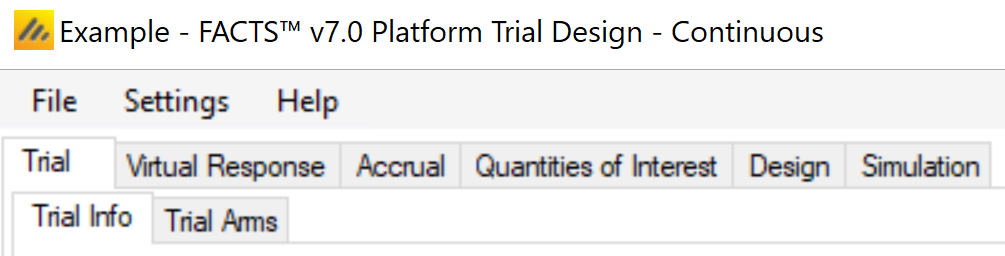 Example - FACTS™ v7.0 Platform Trial Design - Continuous
File Settings Help
Trial Virtual Response Accrual Quantities of Interest Design Simulation
Trial Info Trial Arms